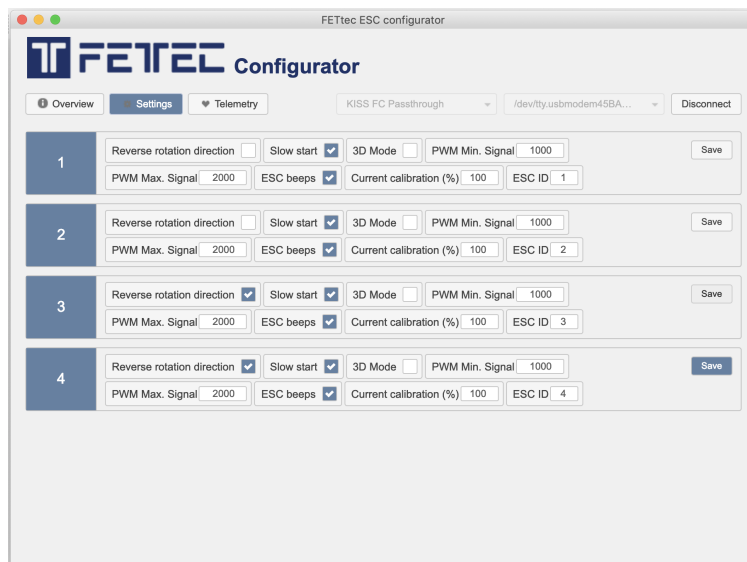 FETtec ESC configurator
FETTEC Configurator
Overview Settings Telemetry KISS FC Passthrough /dev/tty.usbmodem45BA... Disconnect
1 Reverse rotation direction Slow start 3D Mode PWM Min. Signal 1000 Save
PWM Max. Signal 2000 ESC beeps Current calibration (%) 100 ESC ID 1
2 Reverse rotation direction Slow start 3D Mode PWM Min. Signal 1000 Save
PWM Max. Signal 2000 ESC beeps Current calibration (%) 100 ESC ID 2
3 Reverse rotation direction Slow start 3D Mode PWM Min. Signal 1000 Save
PWM Max. Signal 2000 ESC beeps Current calibration (%) 100 ESC ID 3
4 Reverse rotation direction Slow start 3D Mode PWM Min. Signal 1000 Save
PWM Max. Signal 2000 ESC beeps Current calibration (%) 100 ESC ID 4